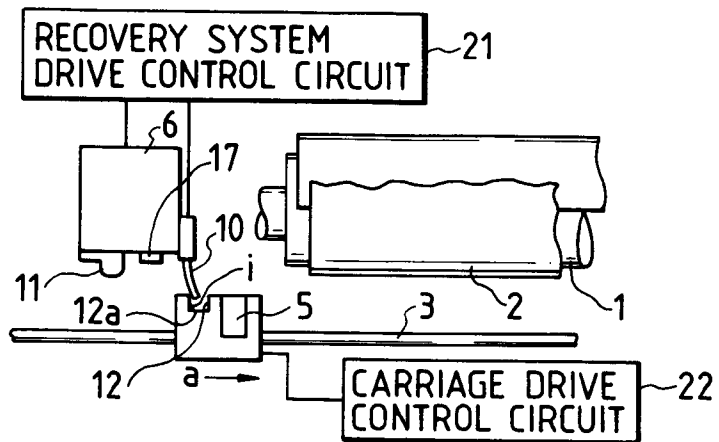 RECOVERY SYSTEM
DRIVE CONTROL CIRCUIT
21
6
17
10
11
i
12a
5
3
2
1
12
a
CARRIAGE DRIVE
CONTROL CIRCUIT
22